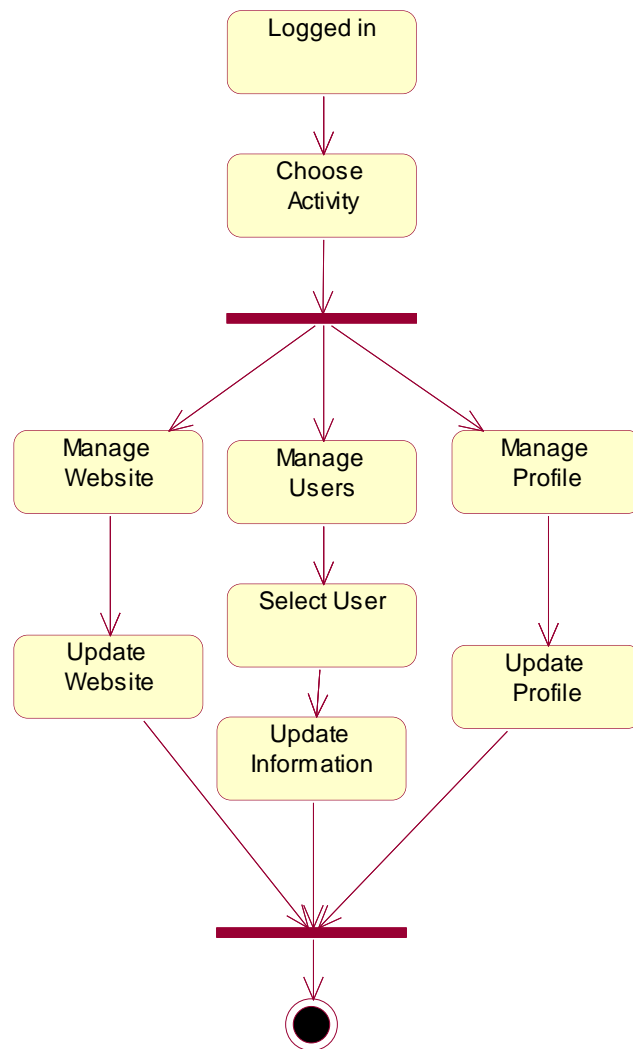 Logged in
Choose
Activity
Manage
Website
Manage
Users
Manage
Profile
Select User
Update
Website
Update
Profile
Update
Information